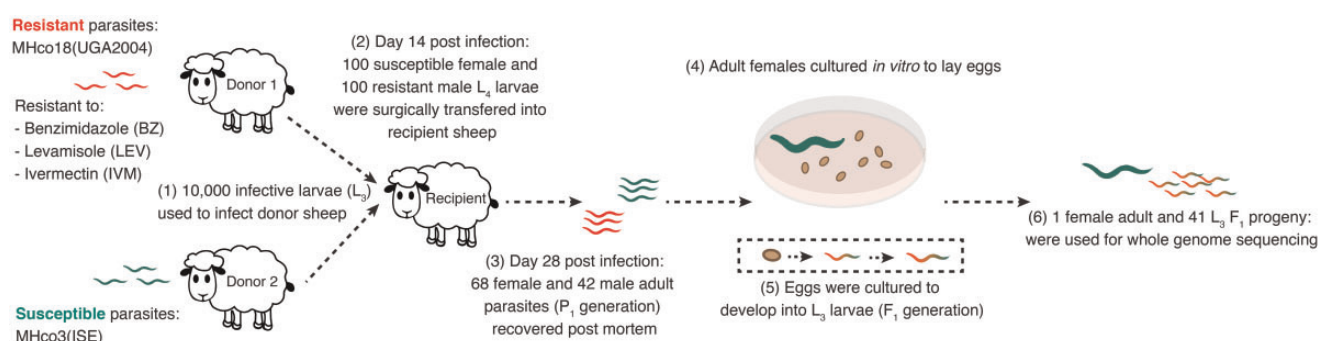 Resistant parasites:
MHco18(UGA2004)
Resistant to:
- Benzimidazole (BZ)
- Levamisole (LEV)
- Ivermectin (IVM)
Donor 1
(1) 10,000 infective larvae (L3)
used to infect donor sheep
Donor 2
Susceptible parasites:
MHco3(ISE)
(2) Day 14 post infection:
100 susceptible female and
100 resistant male L4 larvae
were surgically transfered into
recipient sheep
Recipient
(3) Day 28 post infection:
68 female and 42 male adult
parasites (P1 generation)
recovered post mortem
(4) Adult females cultured in vitro to lay eggs
(5) Eggs were cultured to
develop into L3 larvae (F1 generation)
(6) 1 female adult and 41 L3 F1 progeny:
were used for whole genome sequencing